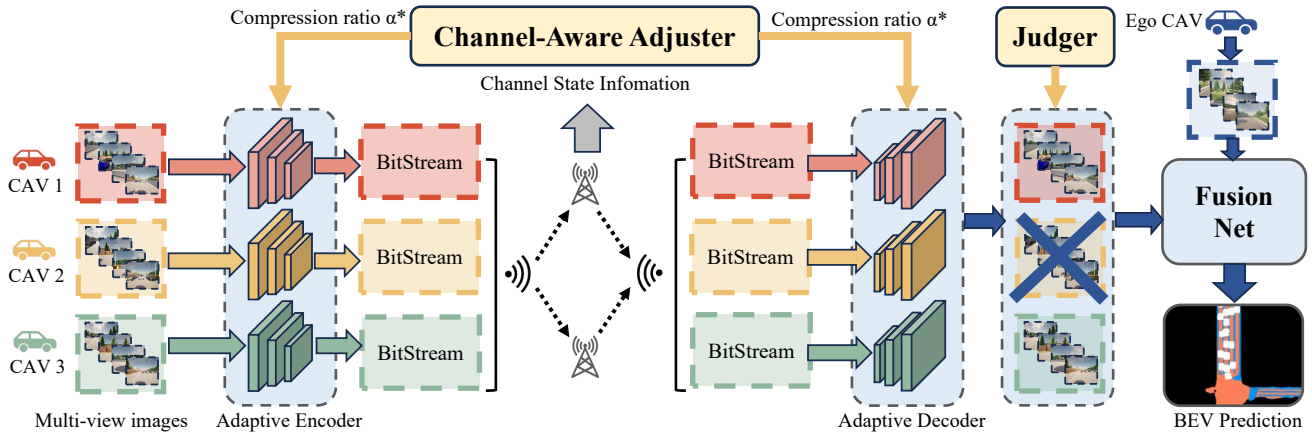 Compression ratio α*
Channel-Aware Adjuster
Compression ratio α*
Judger
Ego CAV
Channel State Infomation
CAV 1
BitStream
BitStream
CAV 2
BitStream
BitStream
Fusion
Net
CAV 3
BitStream
BitStream
Multi-view images
Adaptive Encoder
Adaptive Decoder
BEV Prediction